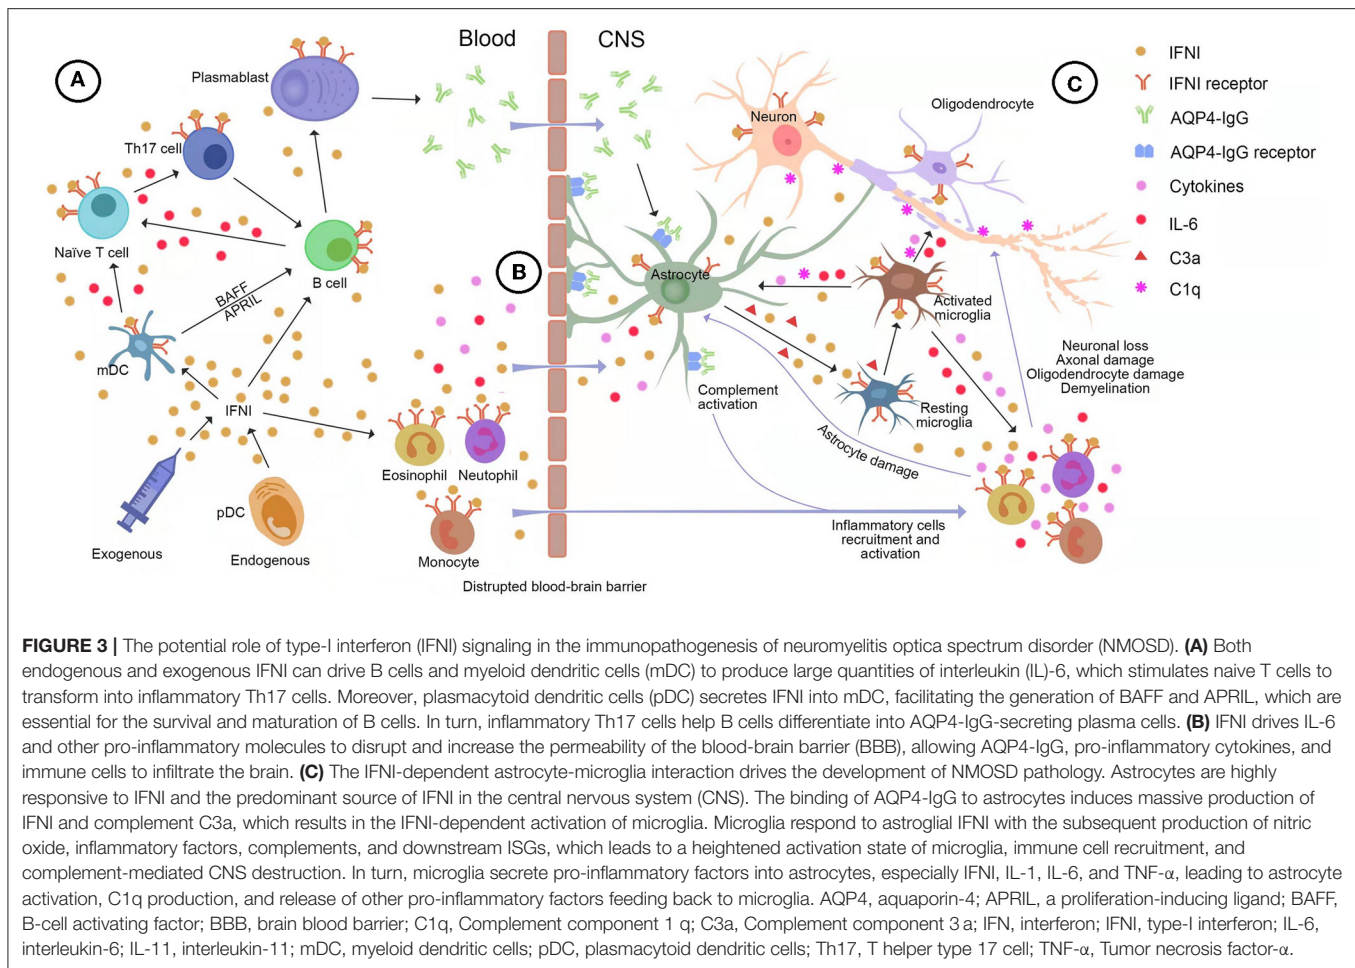 Blood
CNS
A
Plasmablast
Th17 cell
Naïve T cell
B cell
BAFF
APRIL
mDC
IFNI
Exogenous
pDC
Endogenous
Eosinophil
Neutophil
Monocyte
Distrupted blood-brain barrier
B
C
Neuron
Oligodendrocyte
Astrocyte
Activated
microglia
Resting
microglia
Complement
activation
Astrocyte damage
Neuronal loss
Axonal damage
Oligodendrocyte damage
Demyelination
Inflammatory cells
recruitment and
activation
IFNI
IFNI receptor
AQP4-IgG
AQP4-IgG receptor
Cytokines
IL-6
C3a
C1q
FIGURE 3 | The potential role of type-I interferon (IFNI) signaling in the immunopathogenesis of neuromyelitis optica spectrum disorder (NMOSD). (A) Both
endogenous and exogenous IFNI can drive B cells and myeloid dendritic cells (mDC) to produce large quantities of interleukin (IL)-6, which stimulates naive T cells to
transform into inflammatory Th17 cells. Moreover, plasmacytoid dendritic cells (pDC) secretes IFNI into mDC, facilitating the generation of BAFF and APRIL, which are
essential for the survival and maturation of B cells. In turn, inflammatory Th17 cells help B cells differentiate into AQP4-IgG-secreting plasma cells. (B) IFNI drives IL-6
and other pro-inflammatory molecules to disrupt and increase the permeability of the blood-brain barrier (BBB), allowing AQP4-IgG, pro-inflammatory cytokines, and
immune cells to infiltrate the brain. (C) The IFNI-dependent astrocyte-microglia interaction drives the development of NMOSD pathology. Astrocytes are highly
responsive to IFNI and the predominant source of IFNI in the central nervous system (CNS). The binding of AQP4-IgG to astrocytes induces massive production of
IFNI and complement C3a, which results in the IFNI-dependent activation of microglia. Microglia respond to astroglial IFNI with the subsequent production of nitric
oxide, inflammatory factors, complements, and downstream ISGs, which leads to a heightened activation state of microglia, immune cell recruitment, and
complement-mediated CNS destruction. In turn, microglia secrete pro-inflammatory factors into astrocytes, especially IFNI, IL-1, IL-6, and TNF-α, leading to astrocyte
activation, C1q production, and release of other pro-inflammatory factors feeding back to microglia. AQP4, aquaporin-4; APRIL, a proliferation-inducing ligand; BAFF,
B-cell activating factor; BBB, brain blood barrier; C1q, Complement component 1 q; C3a, Complement component 3 a; IFN, interferon; IFNI, type-I interferon; IL-6,
interleukin-6; IL-11, interleukin-11; mDC, myeloid dendritic cells; pDC, plasmacytoid dendritic cells; Th17, T helper type 17 cell; TNF-α, Tumor necrosis factor-α.